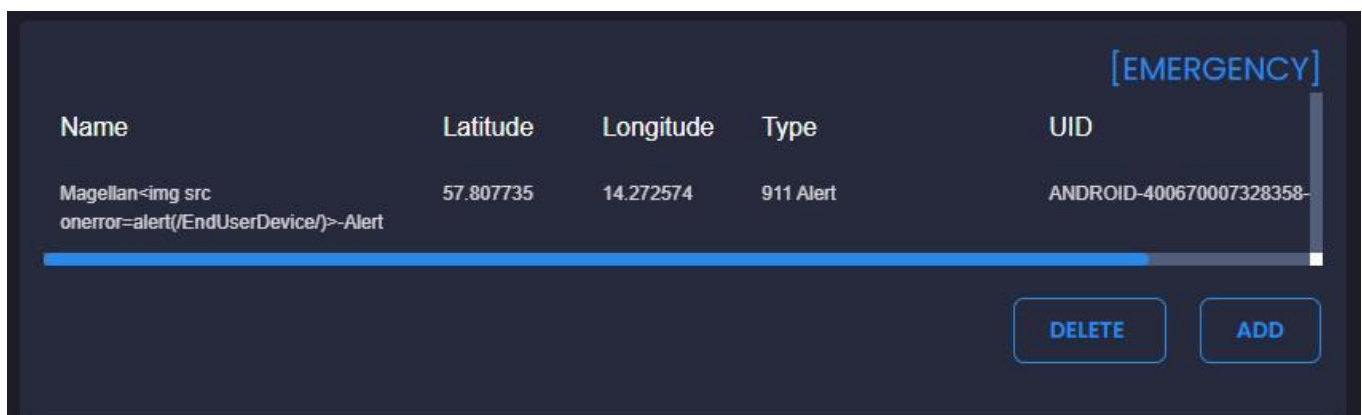 [EMERGENCY]
Name Latitude Longitude Type UID
Magellan<img src 57.807735 14.272574 911 Alert ANDROID-400670007328358-
onerror=alert(/EndUserDevice/)>-Alert
DELETE ADD